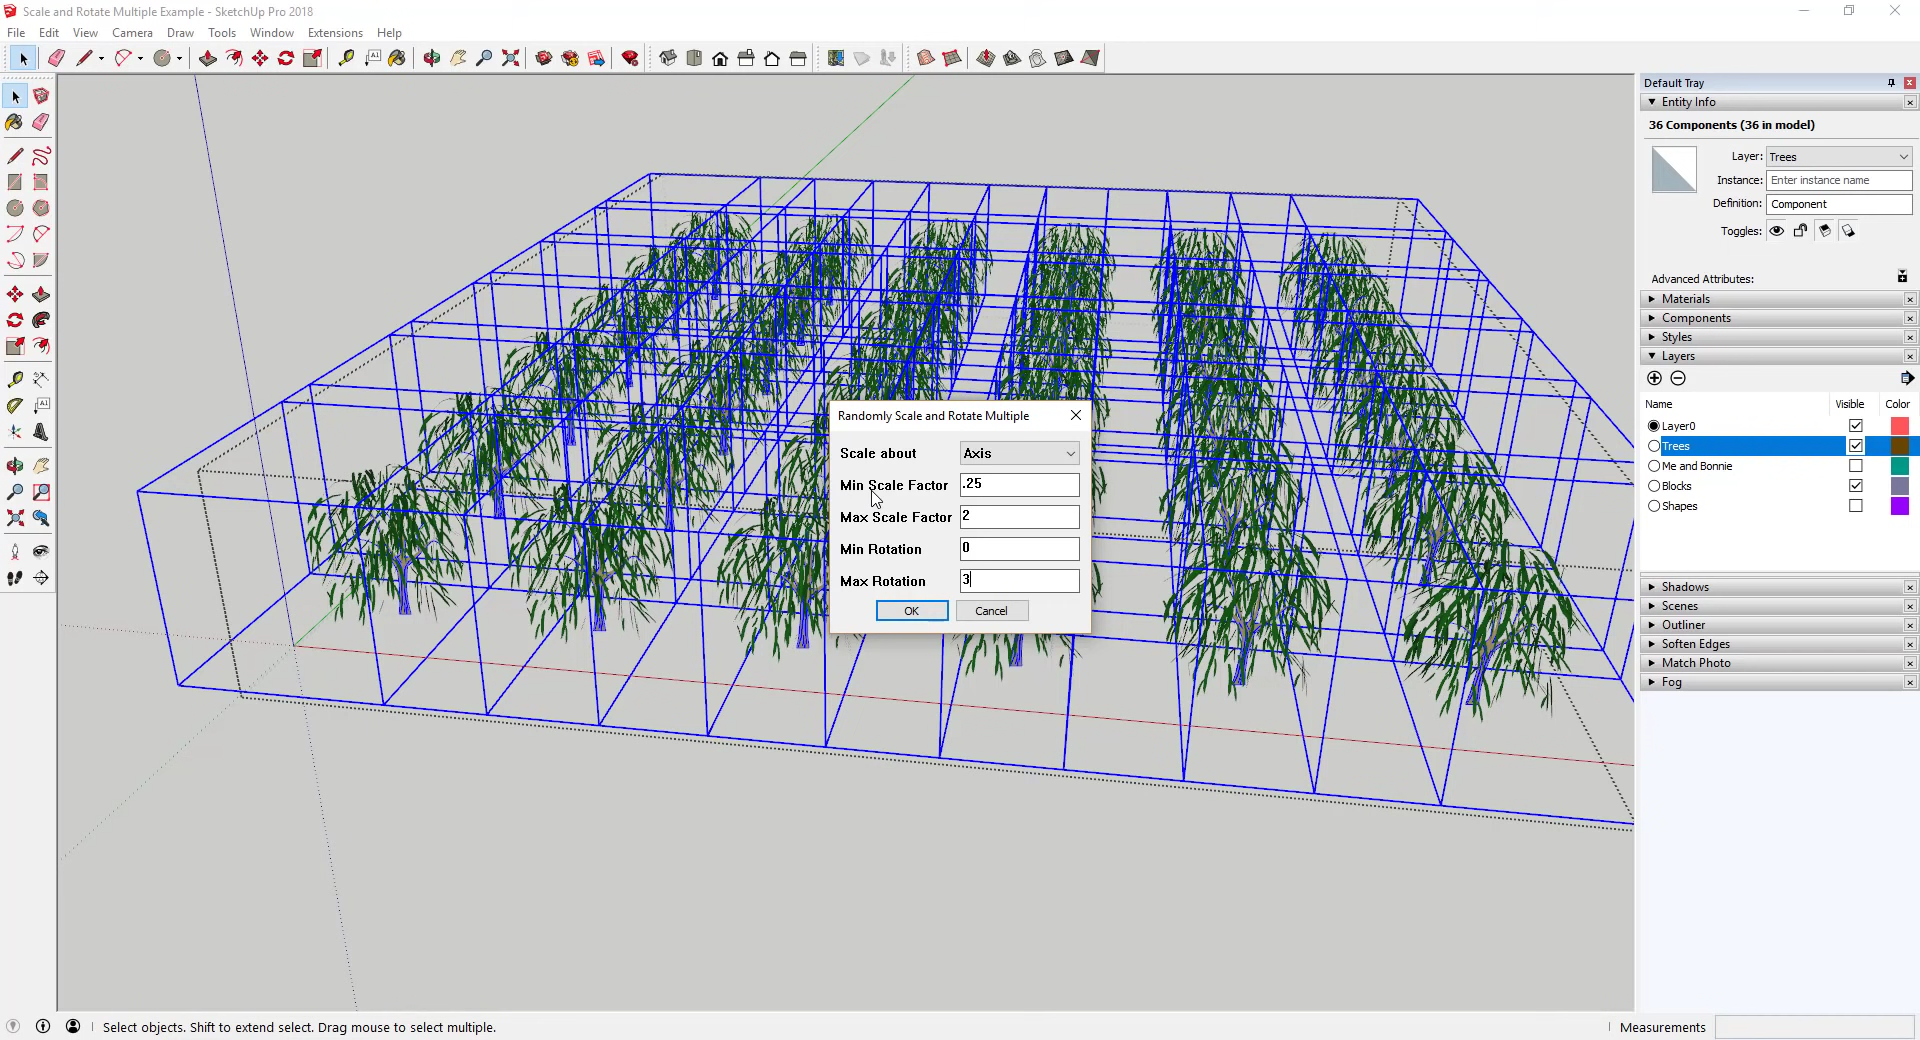 Scale and Rotate Multiple Example - SketchUp Pro 2018
File Edit View Camera Draw Tools Window Extensions Help
A1
A1
Default Tray
Entity Info
36 Components (36 in model)
Layer: Trees
Instance: Enter instance name
Definition: Component
Toggles:
Advanced Attributes:
Materials
Components
Styles
Layers
Name Visible Color
Layer0
Trees
Me and Bonnie
Blocks
Shapes
Shadows
Scenes
Outliner
Soften Edges
Match Photo
Fog
Randomly Scale and Rotate Multiple
Scale about Axis
Min Scale Factor .25
Max Scale Factor 2
Min Rotation 0
Max Rotation 3
OK Cancel
Select objects. Shift to extend select. Drag mouse to select multiple.
Measurements